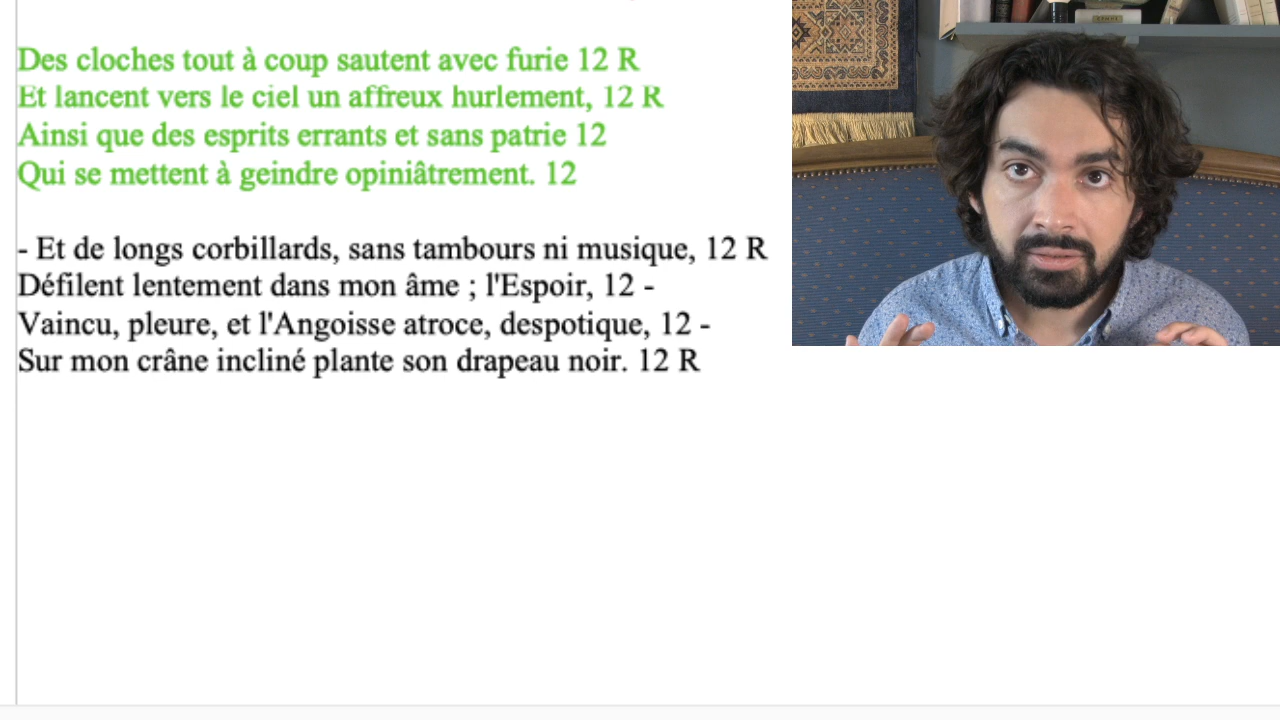 Des cloches tout à coup sautent avec furie 12 R
Et lancent vers le ciel un affreux hurlement, 12 R
Ainsi que des esprits errants et sans patrie 12
Qui se mettent à geindre opiniâtrement. 12
- Et de longs corbillards, sans tambours ni musique, 12 R
Défilent lentement dans mon âme ; l'Espoir, 12 -
Vaincu, pleure, et l'Angoisse atroce, despotique, 12 -
Sur mon crâne incliné plante son drapeau noir. 12 R